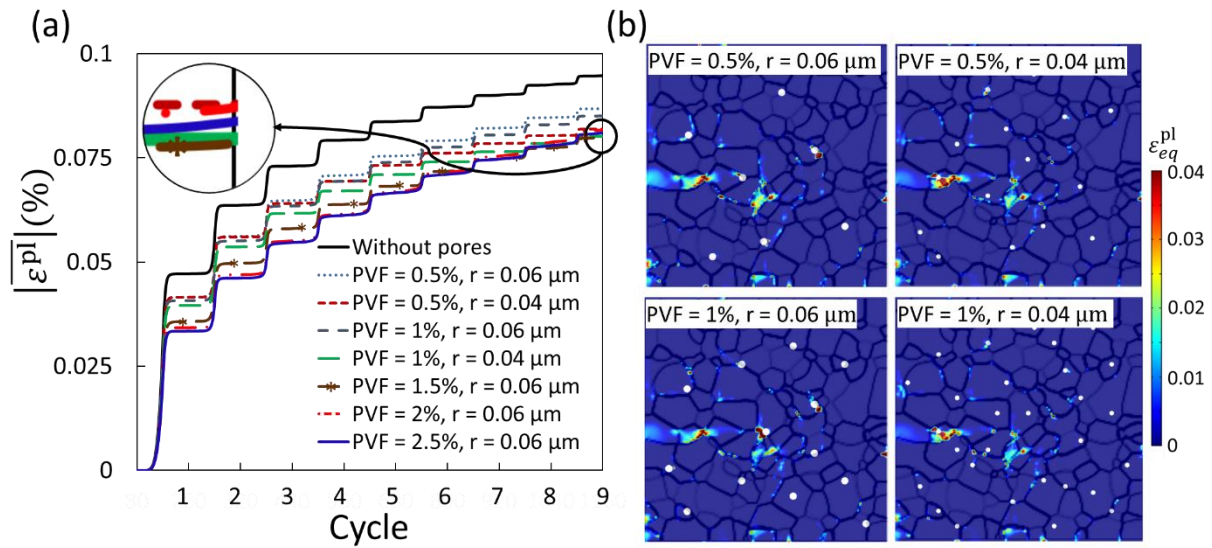 (a)
0.1
0.075
0.05
0.025
0
|ε̅ᵖˡ|(%)
Without pores
PVF = 0.5%, r = 0.06 µm
PVF = 0.5%, r = 0.04 µm
PVF = 1%, r = 0.06 µm
PVF = 1%, r = 0.04 µm
PVF = 1.5%, r = 0.06 µm
PVF = 2%, r = 0.06 µm
PVF = 2.5%, r = 0.06 µm
1 2 3 4 5 6 7 8 9
Cycle
(b)
PVF = 0.5%, r = 0.06 µm
PVF = 0.5%, r = 0.04 µm
PVF = 1%, r = 0.06 µm
PVF = 1%, r = 0.04 µm
ε_eq^pl
0.04
0.03
0.02
0.01
0